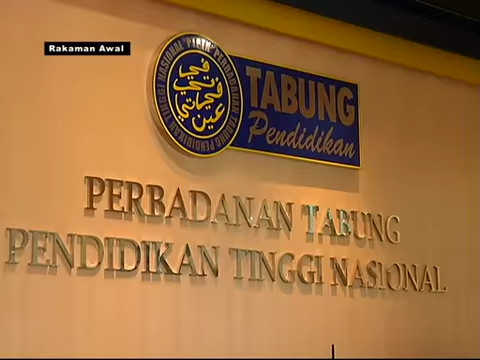 Rakaman Awal
TABUNG
Pendidikan
PERBADANAN TABUNG
PENDIDIKAN TINGGI NASIONAL